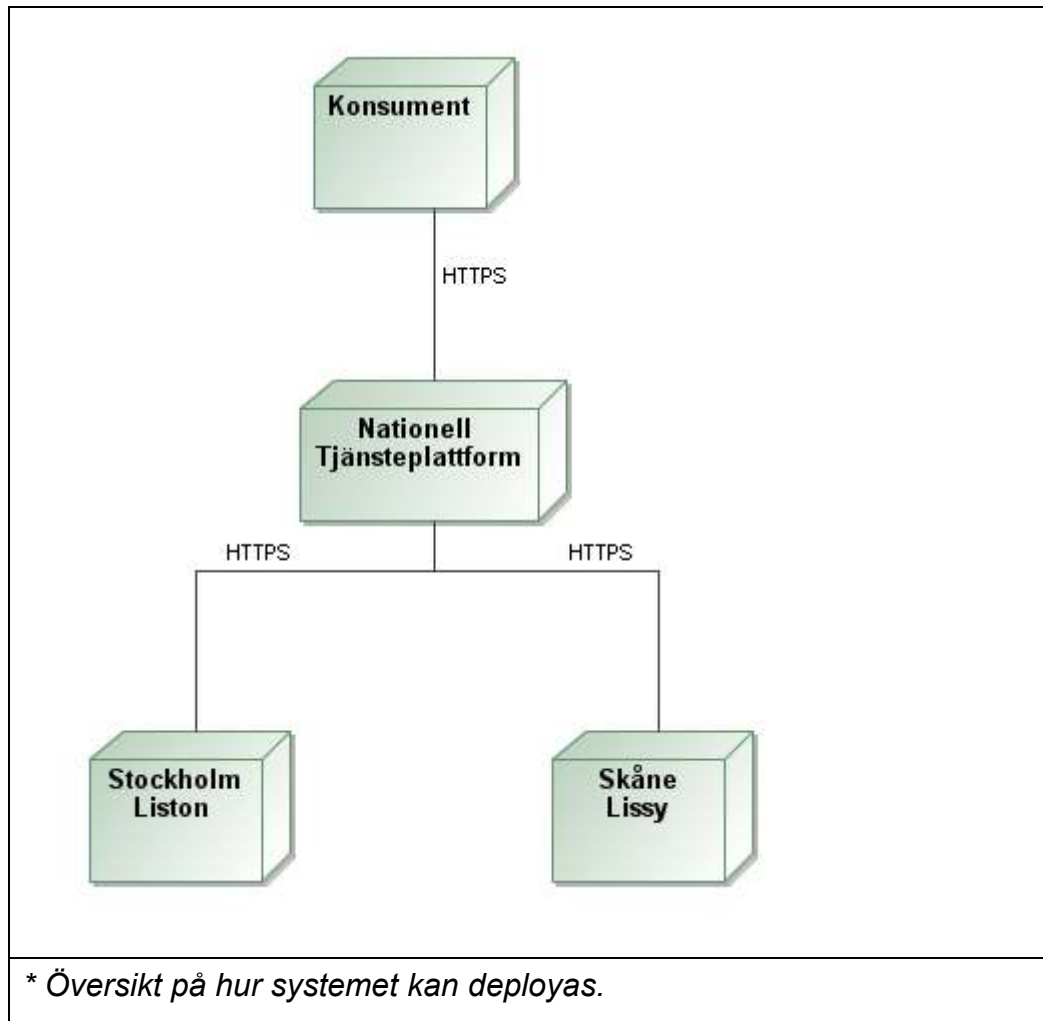 Konsument
HTTPS
Nationell
Tjänsteplattform
HTTPS
HTTPS
Stockholm
Liston
Skåne
Lissy
* Översikt på hur systemet kan deployas.